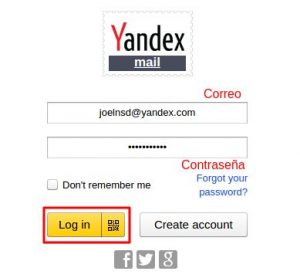 Yandex
mail
Correo
joelnsd@yandex.com
•••••••••••
Contraseña
Don't remember me
Forgot your
password?
Log in
Create account